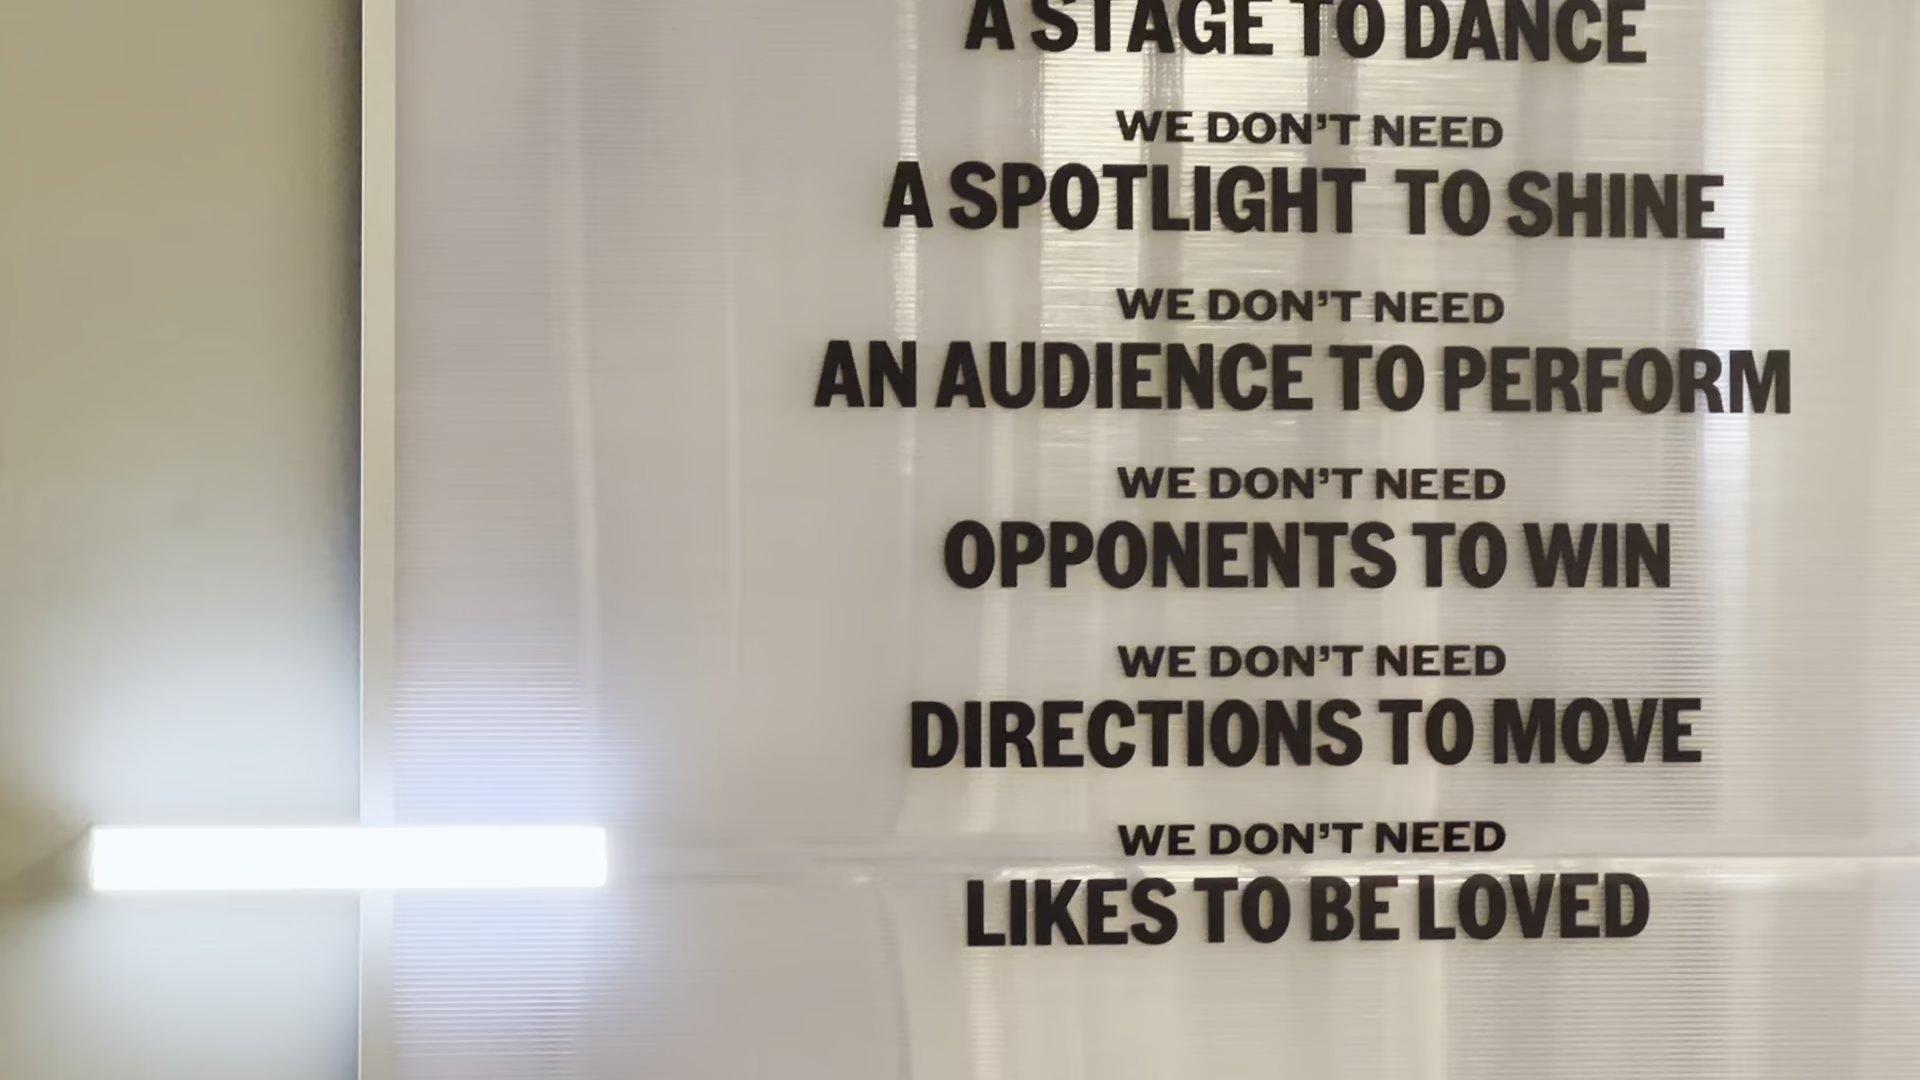 A STAGE TO DANCE
WE DON’T NEED
A SPOTLIGHT TO SHINE
WE DON’T NEED
AN AUDIENCE TO PERFORM
WE DON’T NEED
OPPONENTS TO WIN
WE DON’T NEED
DIRECTIONS TO MOVE
WE DON’T NEED
LIKES TO BE LOVED